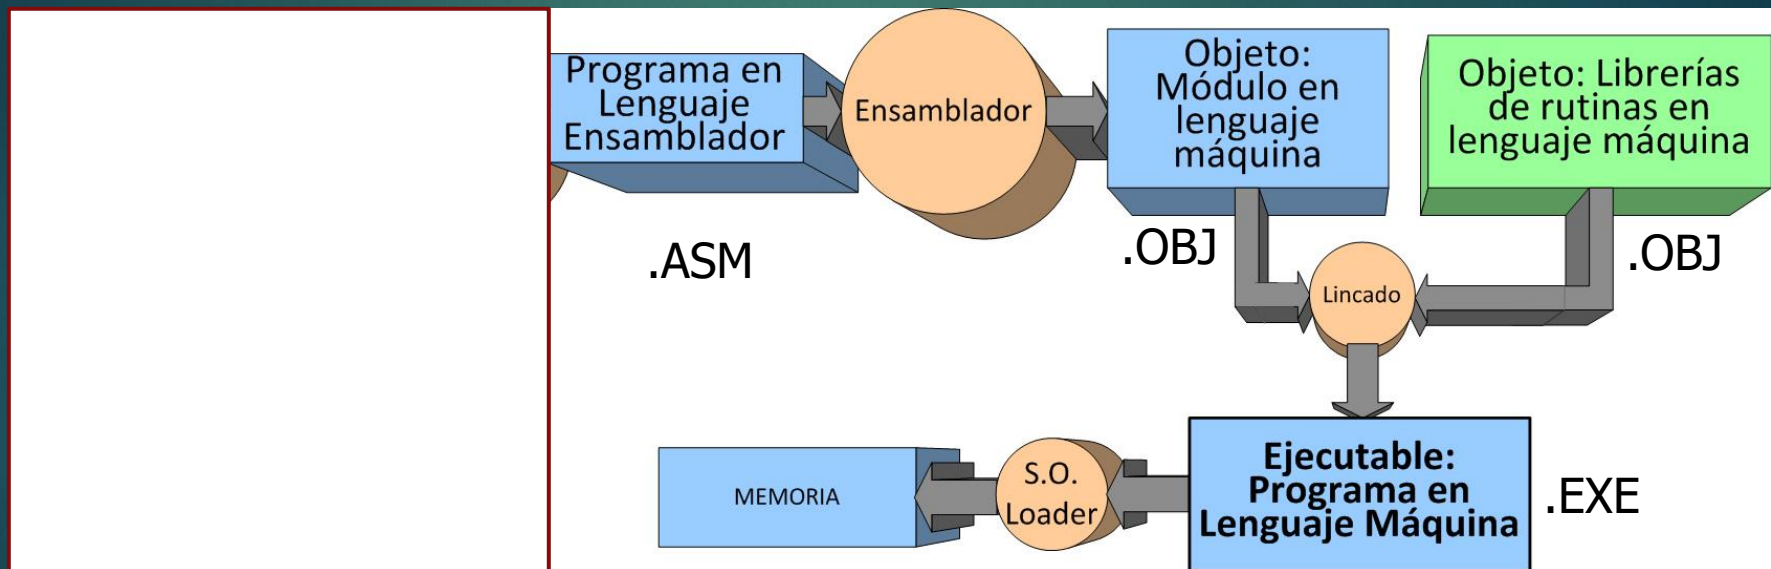 Programa en
Lenguaje
Ensamblador
.ASM
Ensamblador
Objeto:
Módulo en
lenguaje
máquina
.OBJ
Objeto: Librerías
de rutinas en
lenguaje máquina
.OBJ
Lincado
Ejecutable:
Programa en
Lenguaje Máquina
.EXE
S.O.
Loader
MEMORIA